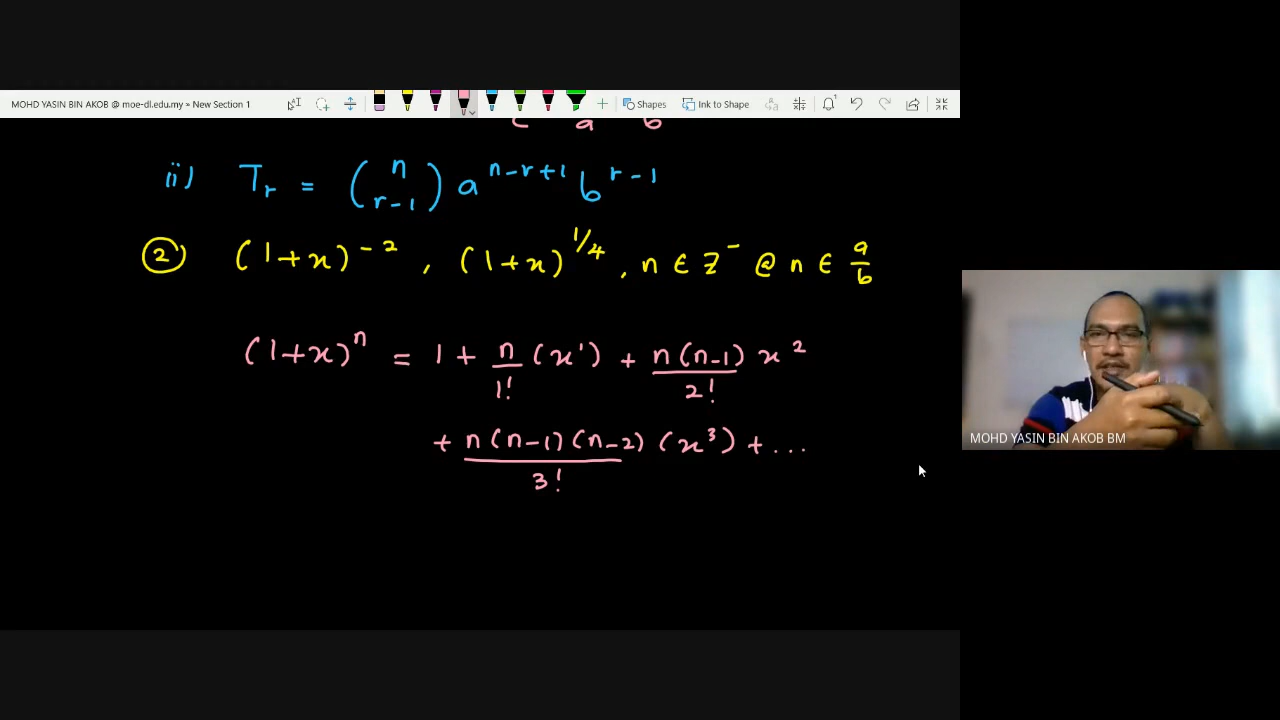 MOHD YASIN BIN AKOB @ moe-dl.edu.my » New Section 1
Shapes
Ink to Shape
ii) Tᵣ = (n r-1) a^(n-r+1) b^(r-1)
② (1+x)^-2 , (1+x)^1/4 , n ∈ Z^- @ n ∈ a/b
(1+x)^n = 1 + n/1! (x^1) + n(n-1)/2! x^2
+ n(n-1)(n-2)/3! (x^3) + ...
MOHD YASIN BIN AKOB BM